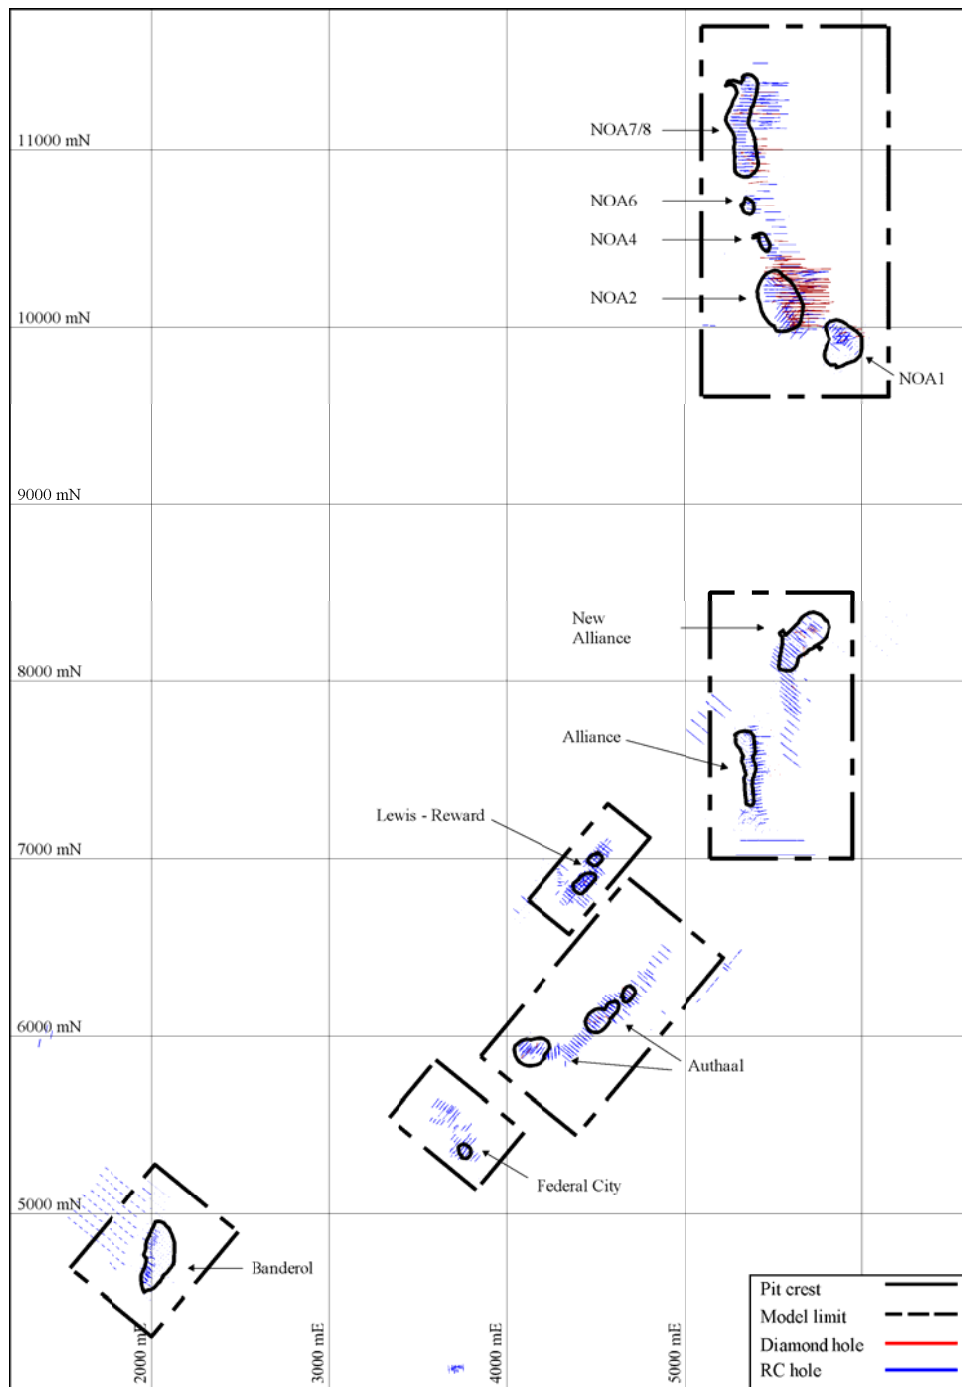 NOA7/8
11000 mN
NOA6
NOA4
NOA2
10000 mN
NOA1
9000 mN
New
Alliance
8000 mN
Alliance
Lewis - Reward
7000 mN
6000 mN
Authaal
Federal City
5000 mN
Banderol
2000 mE
3000 mE
4000 mE
5000 mE
Pit crest
Model limit
Diamond hole
RC hole